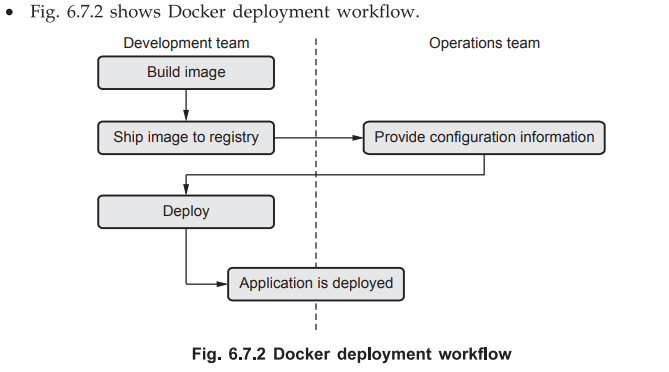 • Fig. 6.7.2 shows Docker deployment workflow.
Development team
Operations team
Build image
Ship image to registry
Provide configuration information
Deploy
Application is deployed
Fig. 6.7.2 Docker deployment workflow